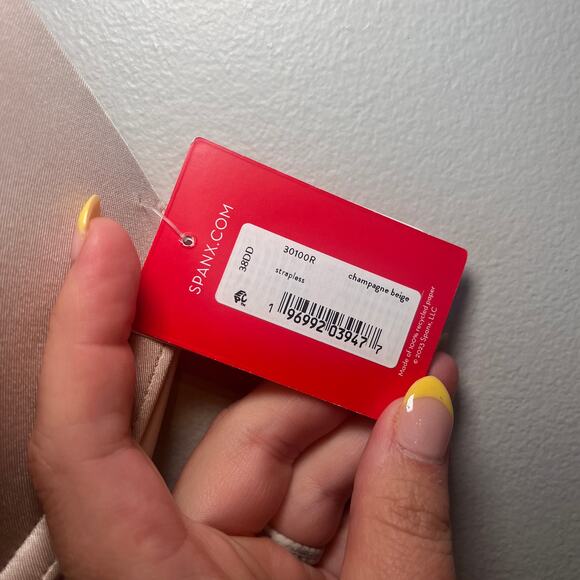 SPANX.COM
38DD
30100R
strapless
champagne beige
1 96992 03947 7
Made of 100% recycled paper
© 2023 Spanx, LLC